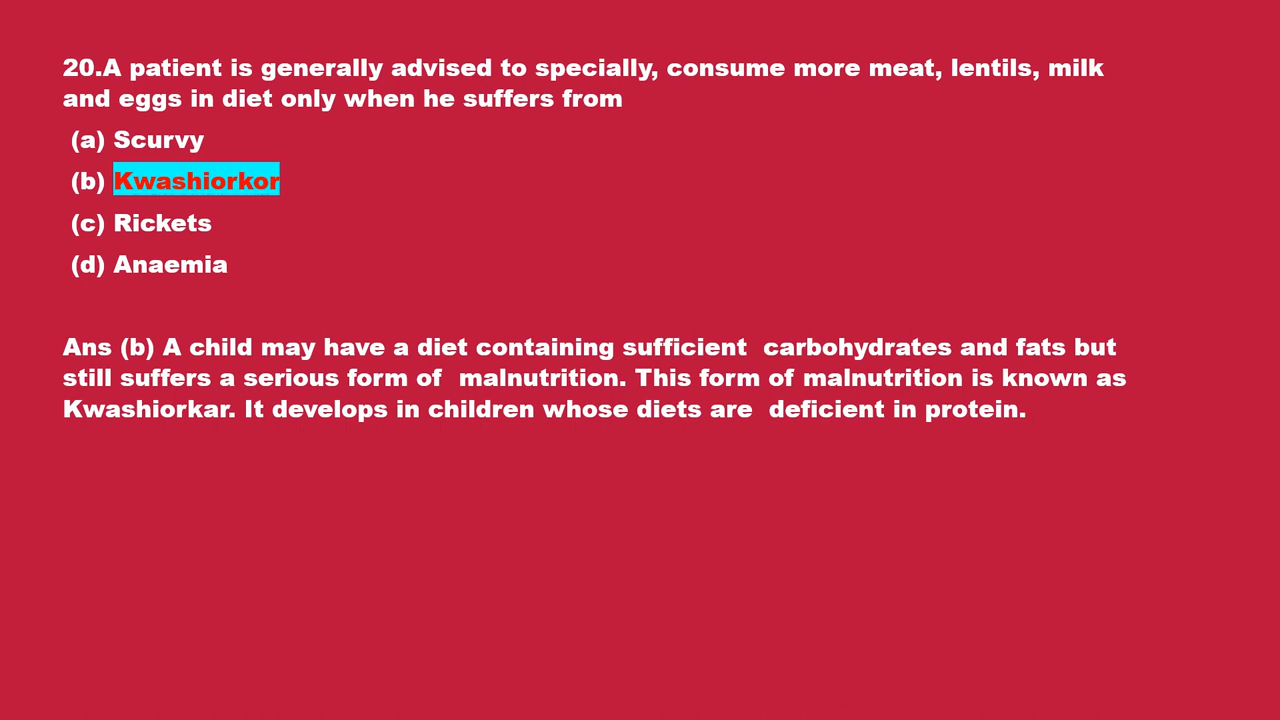 20.A patient is generally advised to specially, consume more meat, lentils, milk
and eggs in diet only when he suffers from
(a) Scurvy
(b) Kwashiorkor
(c) Rickets
(d) Anaemia
Ans (b) A child may have a diet containing sufficient  carbohydrates and fats but
still suffers a serious form of  malnutrition. This form of malnutrition is known as
Kwashiorkar. It develops in children whose diets are  deficient in protein.